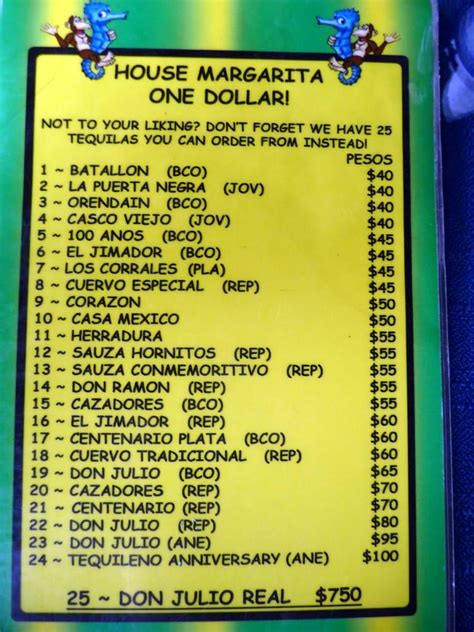 HOUSE MARGARITA
ONE DOLLAR!
NOT TO YOUR LIKING? DON'T FORGET WE HAVE 25
TEQUILAS YOU CAN ORDER FROM INSTEAD!
PESOS
1 ~ BATALLON (BCO) $40
2 ~ LA PUERTA NEGRA (JOV) $40
3 ~ ORENDAIN (BCO) $40
4 ~ CASCO VIEJO (JOV) $40
5 ~ 100 ANOS (BCO) $45
6 ~ EL JIMADOR (BCO) $45
7 ~ LOS CORRALES (PLA) $45
8 ~ CUERVO ESPECIAL (REP) $45
9 ~ CORAZON $50
10 ~ CASA MEXICO $50
11 ~ HERRADURA $55
12 ~ SAUZA HORNITOS (REP) $55
13 ~ SAUZA CONMEMORITIVO (REP) $55
14 ~ DON RAMON (REP) $55
15 ~ CAZADORES (BCO) $55
16 ~ EL JIMADOR (REP) $60
17 ~ CENTENARIO PLATA (BCO) $60
18 ~ CUERVO TRADICIONAL (REP) $60
19 ~ DON JULIO (BCO) $65
20 ~ CAZADORES (REP) $70
21 ~ CENTENARIO (REP) $70
22 ~ DON JULIO (REP) $80
23 ~ DON JULIO (ANE) $95
24 ~ TEQUILENO ANNIVERSARY (ANE) $100
25 ~ DON JULIO REAL $750